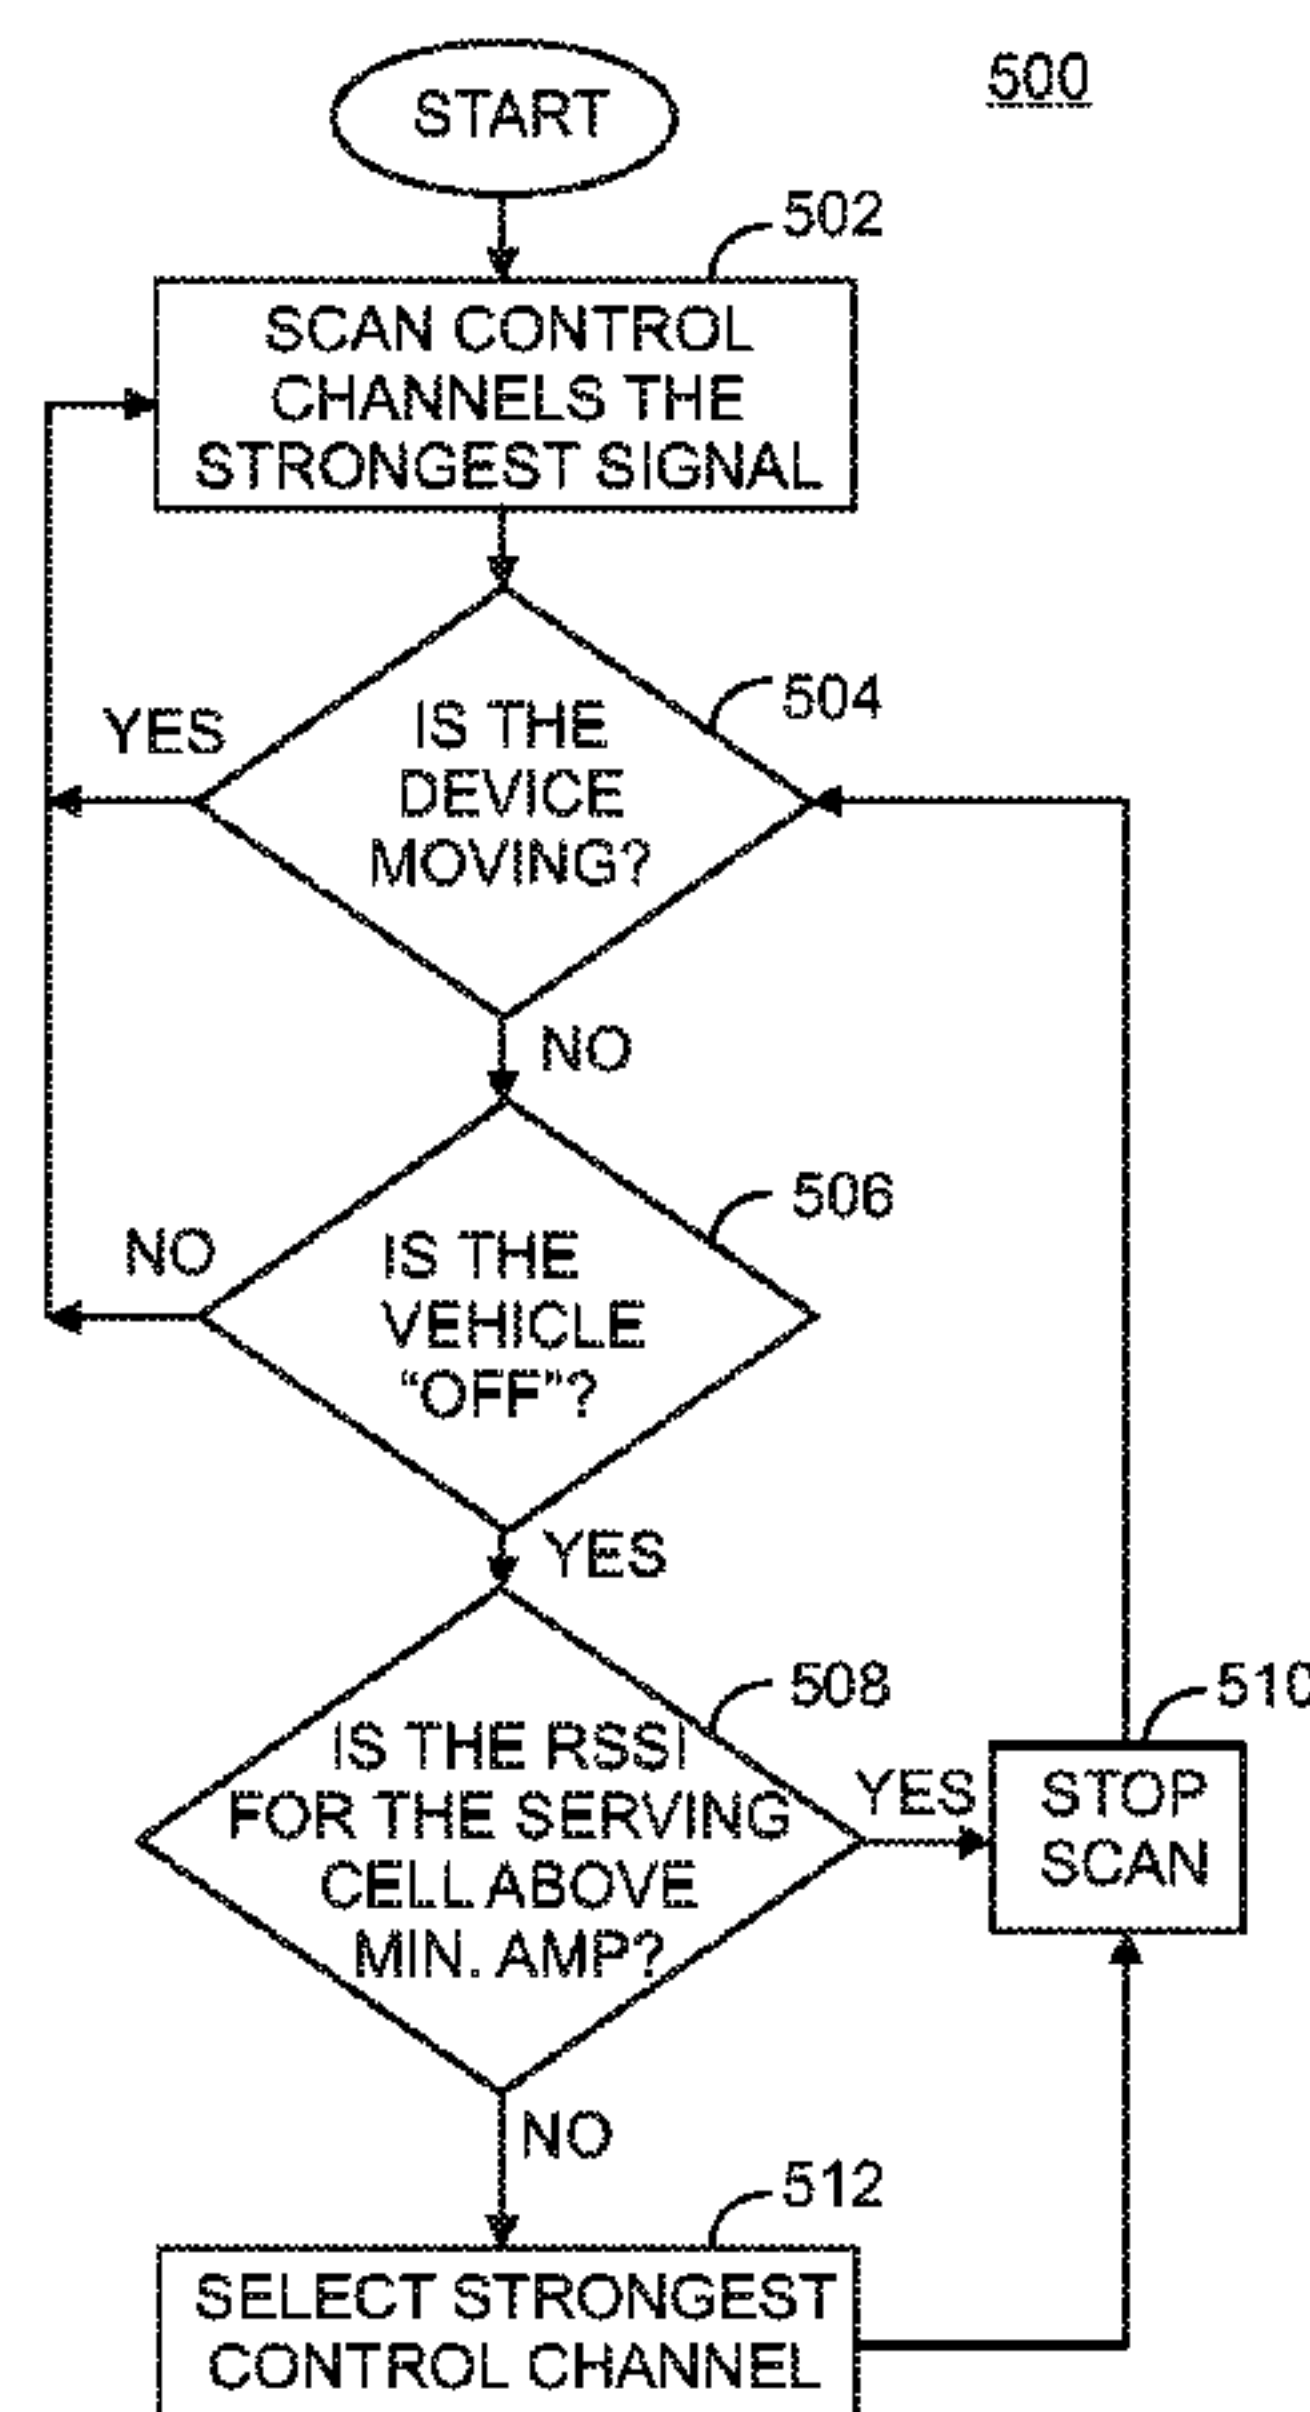 START
500
502
SCAN CONTROL
CHANNELS THE
STRONGEST SIGNAL
504
YES
IS THE
DEVICE
MOVING?
NO
506
NO
IS THE
VEHICLE
“OFF”?
YES
508
510
IS THE RSSI
FOR THE SERVING
CELL ABOVE
MIN. AMP?
YES
STOP
SCAN
NO
512
SELECT STRONGEST
CONTROL CHANNEL